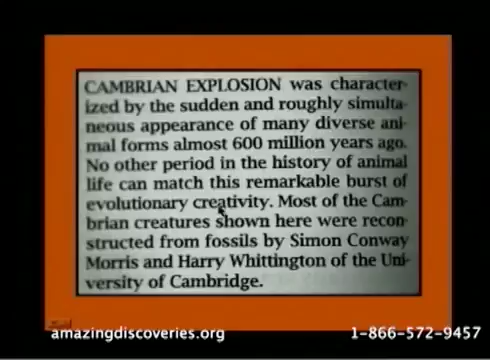 CAMBRIAN EXPLOSION was character-
ized by the sudden and roughly simulta-
neous appearance of many diverse ani-
mal forms almost 600 million years ago.
No other period in the history of animal
life can match this remarkable burst of
evolutionary creativity. Most of the Cam-
brian creatures shown here were recon-
structed from fossils by Simon Conway
Morris and Harry Whittington of the Uni-
versity of Cambridge.
amazingdiscoveries.org
1-866-572-9457